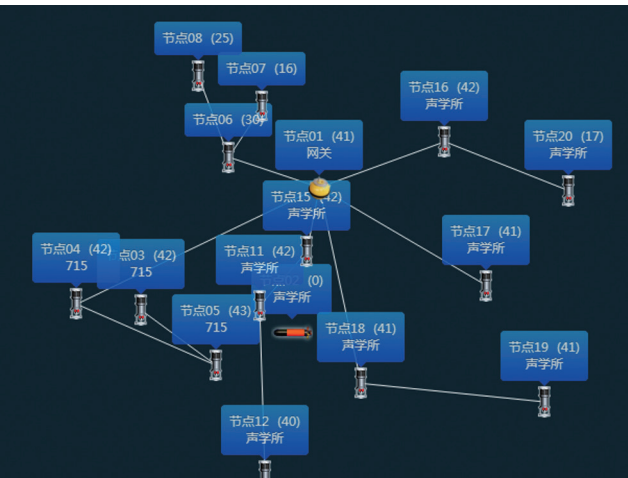 节点08 (25)
节点07 (16)
节点16 (42)
声学所
节点06 (30)
节点01 (41)
网关
节点20 (17)
声学所
节点15 (42)
声学所
节点17 (41)
声学所
节点04 (42)
715
节点03 (42)
715
节点11 (42)
声学所
(0)
声学所
节点05 (43)
715
节点18 (41)
声学所
节点19 (41)
声学所
节点12 (40)
声学所